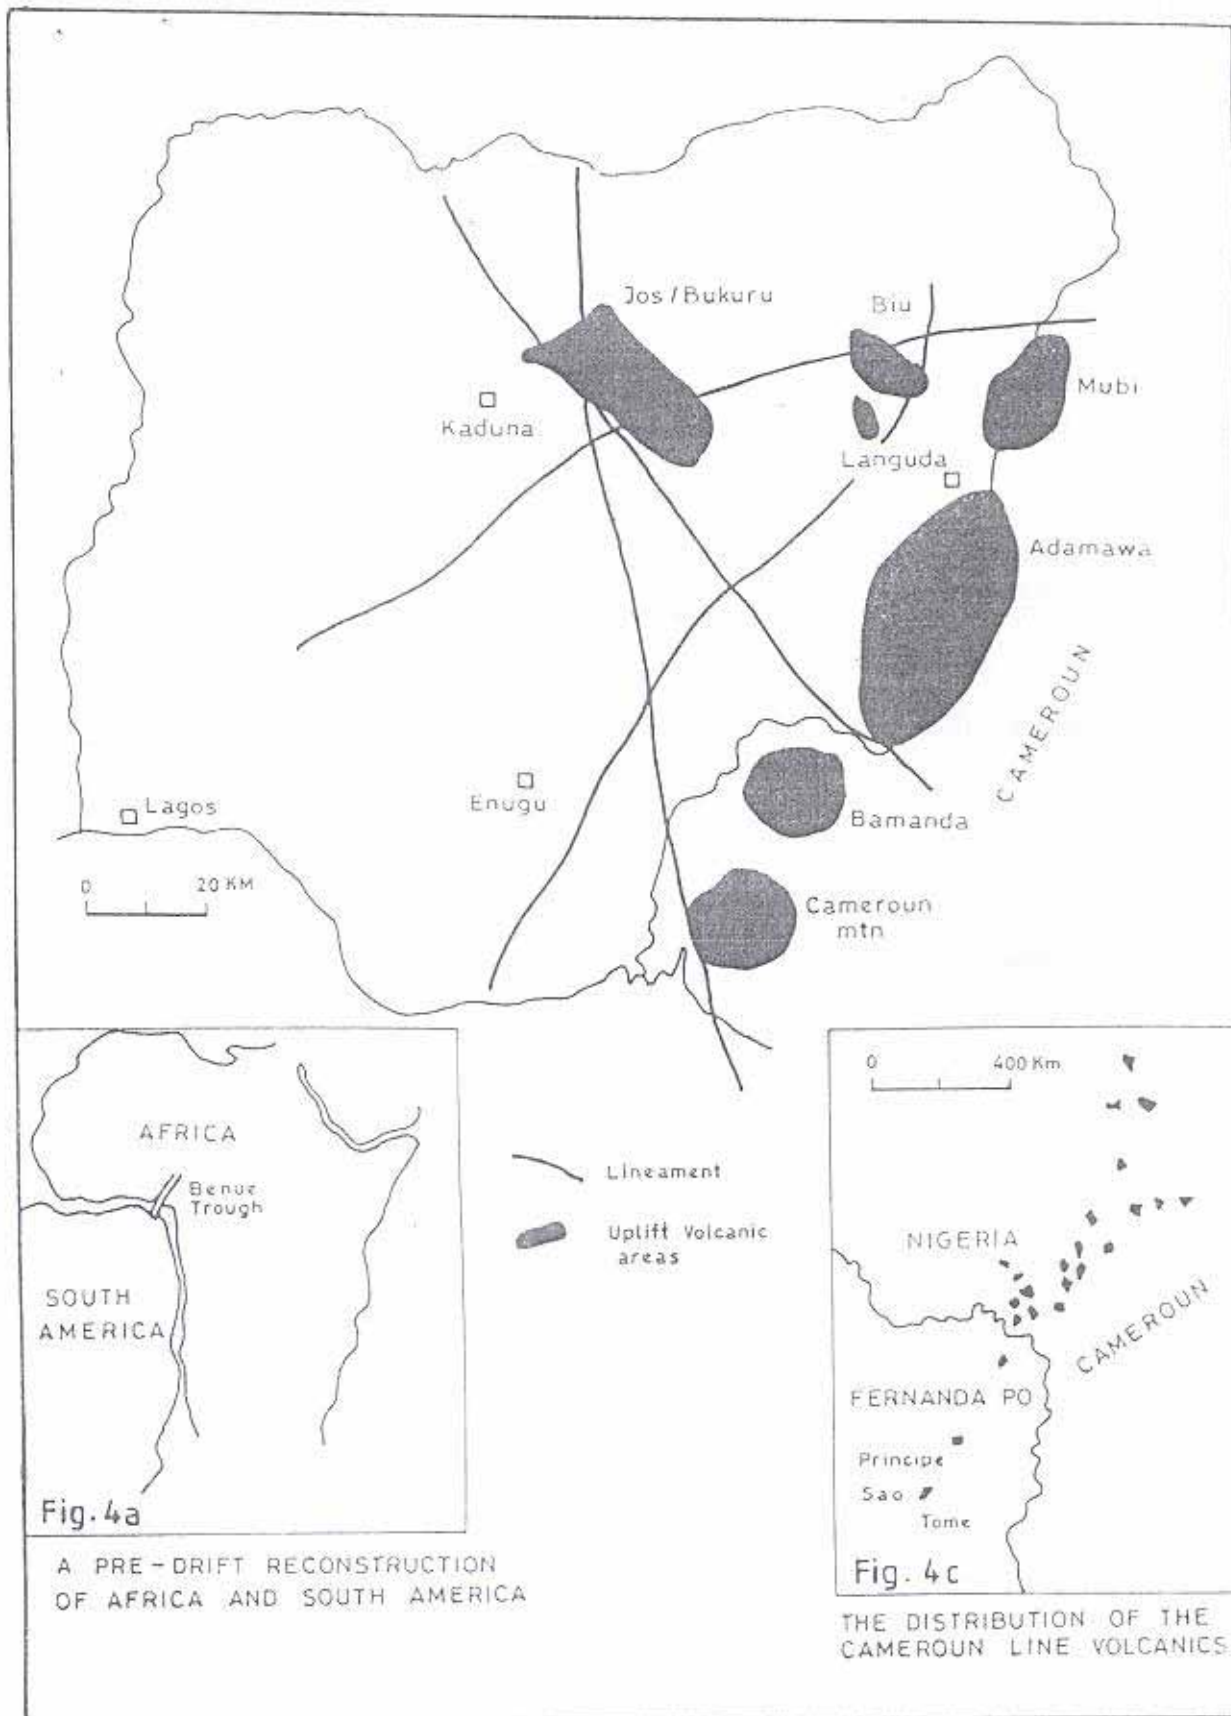 Jos/Bukuru
Biu
Mubi
Kaduna
Languda
Adamawa
CAMEROUN
Lagos
Enugu
Bamanda
0 20 KM
Cameroun
mtn
AFRICA
Benue
Trough
SOUTH
AMERICA
Fig. 4a
A PRE-DRIFT RECONSTRUCTION
OF AFRICA AND SOUTH AMERICA
Lineament
Uplift Volcanic
areas
0 400 Km
NIGERIA
CAMEROUN
FERNANDA PO
Principe
Sao
Tome
Fig. 4c
THE DISTRIBUTION OF THE
CAMEROUN LINE VOLCANICS